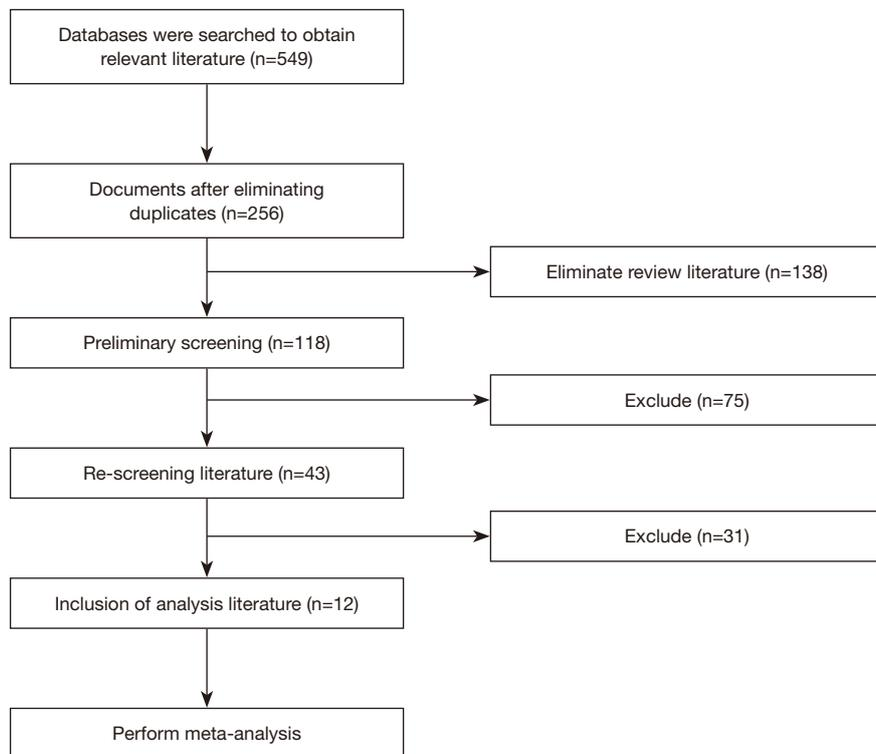 Databases were searched to obtain
relevant literature (n=549)
Documents after eliminating
duplicates (n=256)
Eliminate review literature (n=138)
Preliminary screening (n=118)
Exclude (n=75)
Re-screening literature (n=43)
Exclude (n=31)
Inclusion of analysis literature (n=12)
Perform meta-analysis